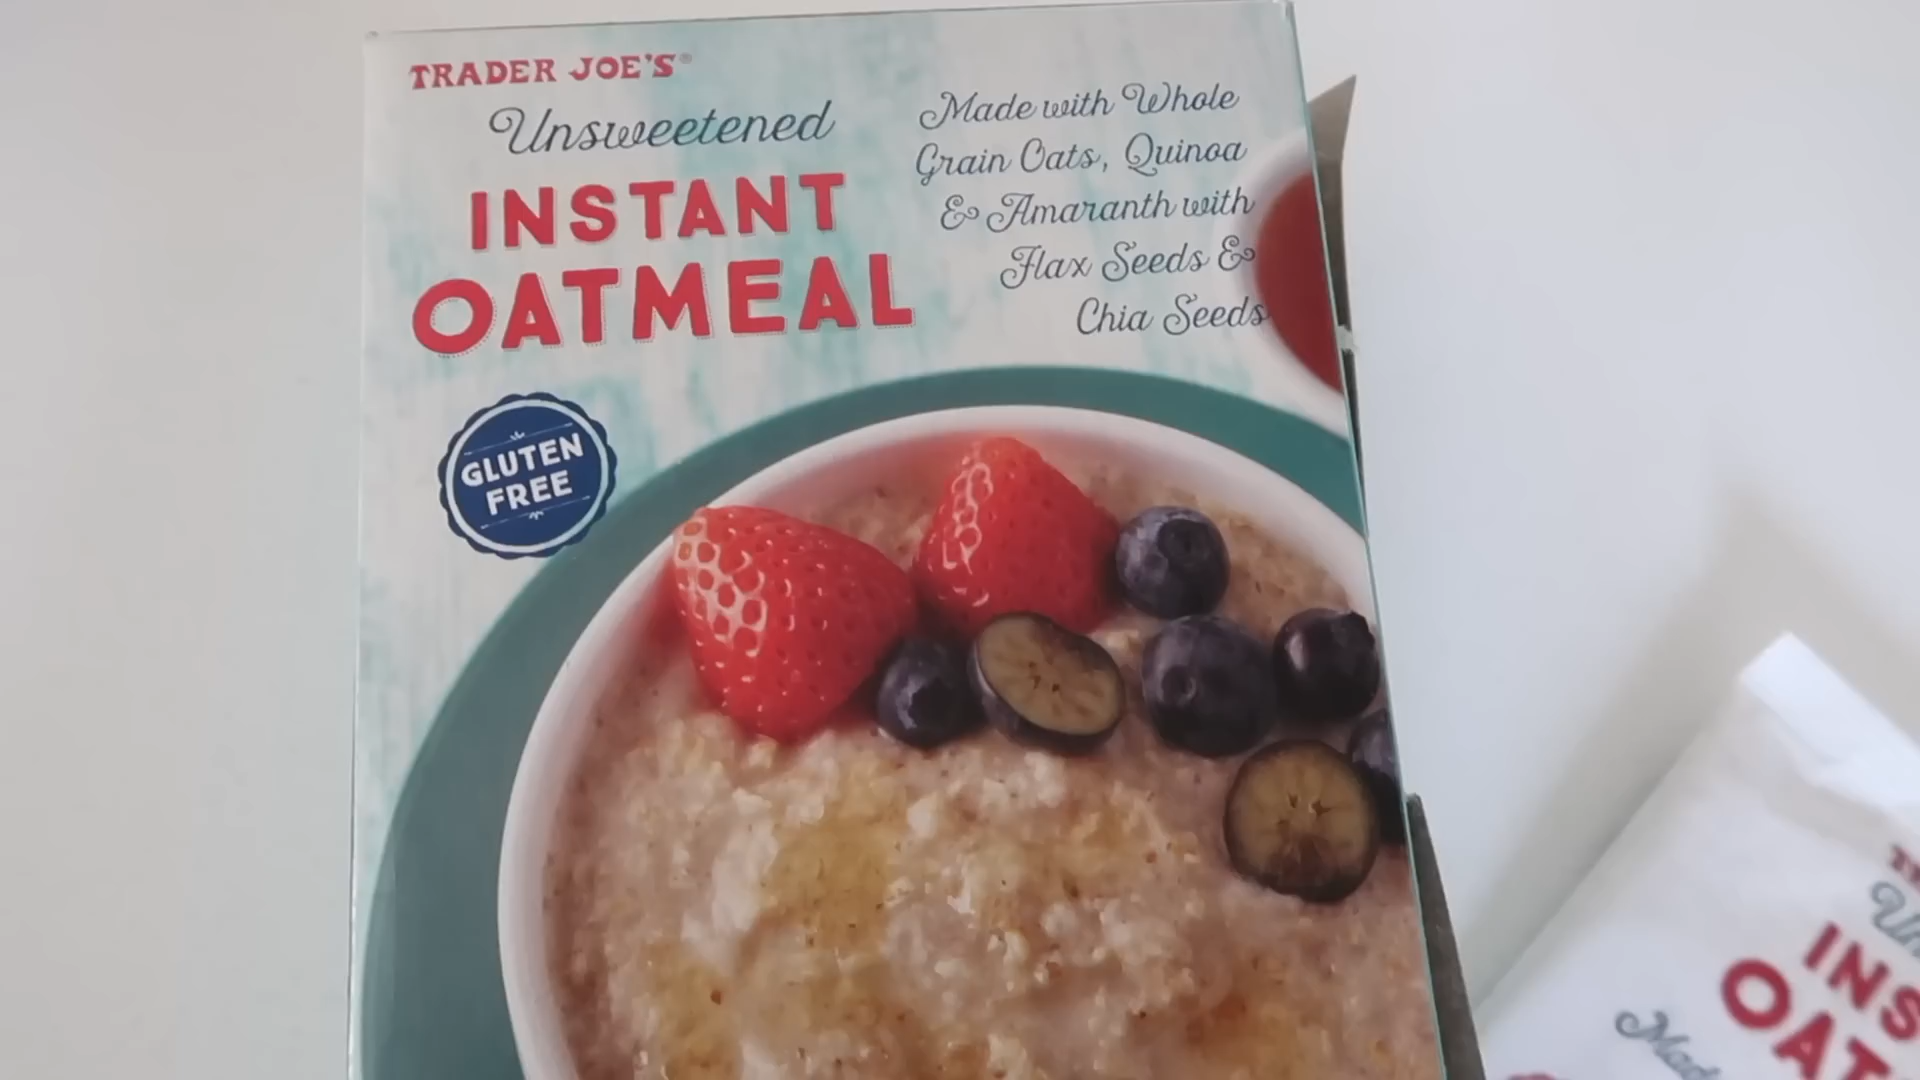 TRADER JOE'S®
Unsweetened
INSTANT
OATMEAL
Made with Whole
Grain Oats, Quinoa
& Amaranth with
Flax Seeds &
Chia Seeds
GLUTEN
FREE
INS
OAT